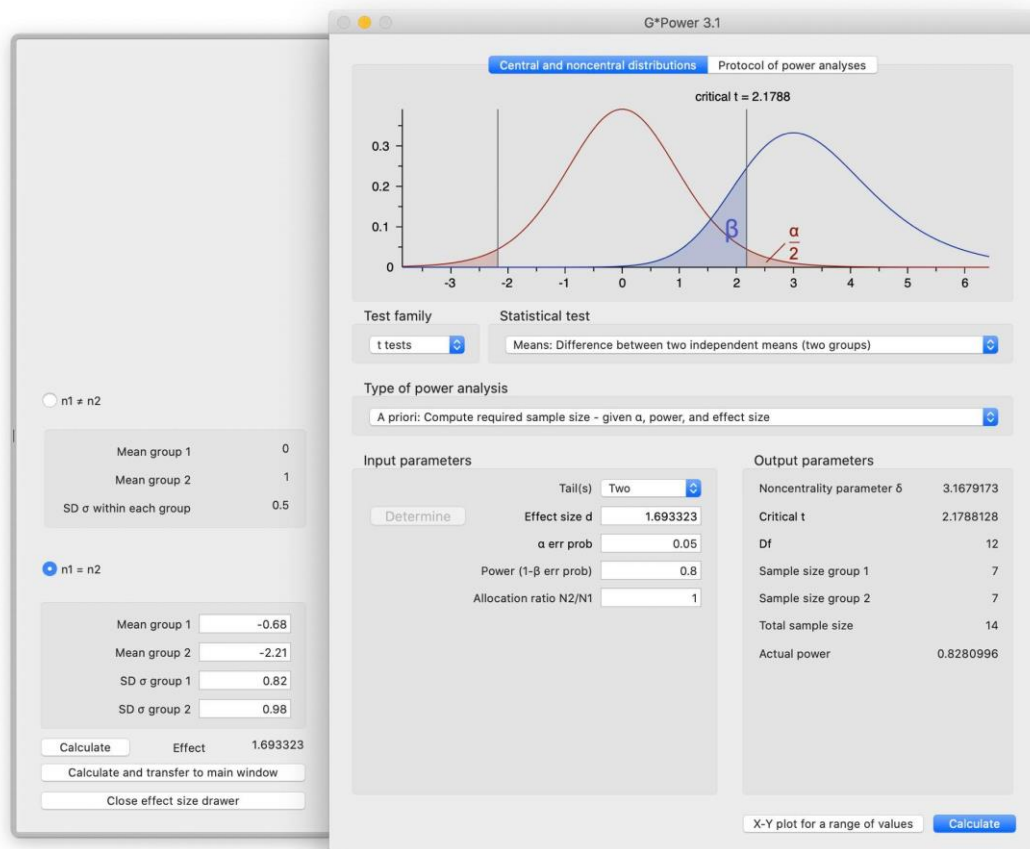 G*Power 3.1
Central and noncentral distributions
Protocol of power analyses
critical t = 2.1788
0.3
0.2
0.1
0
β
α
2
-3 -2 -1 0 1 2 3 4 5 6
Test family
Statistical test
t tests
Means: Difference between two independent means (two groups)
Type of power analysis
A priori: Compute required sample size - given α, power, and effect size
n1 ≠ n2
Mean group 1 0
Mean group 2 1
SD σ within each group 0.5
n1 = n2
Mean group 1 -0.68
Mean group 2 -2.21
SD σ group 1 0.82
SD σ group 2 0.98
Calculate Effect 1.693323
Calculate and transfer to main window
Close effect size drawer
Input parameters
Tail(s) Two
Determine Effect size d 1.693323
α err prob 0.05
Power (1-β err prob) 0.8
Allocation ratio N2/N1 1
Output parameters
Noncentrality parameter δ 3.1679173
Critical t 2.1788128
Df 12
Sample size group 1 7
Sample size group 2 7
Total sample size 14
Actual power 0.8280996
X-Y plot for a range of values
Calculate